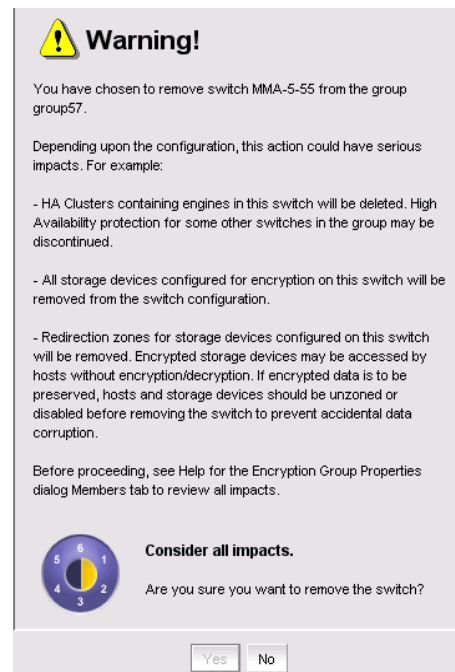 Warning!
You have chosen to remove switch MMA-5-55 from the group
group57.
Depending upon the configuration, this action could have serious
impacts. For example:
- HA Clusters containing engines in this switch will be deleted. High
Availability protection for some other switches in the group may be
discontinued.
- All storage devices configured for encryption on this switch will be
removed from the switch configuration.
- Redirection zones for storage devices configured on this switch
will be removed. Encrypted storage devices may be accessed by
hosts without encryption/decryption. If encrypted data is to be
preserved, hosts and storage devices should be unzoned or
disabled before removing the switch to prevent accidental data
corruption.
Before proceeding, see Help for the Encryption Group Properties
dialog Members tab to review all impacts.
6
5 1
4 2
3
Consider all impacts.
Are you sure you want to remove the switch?
Yes No